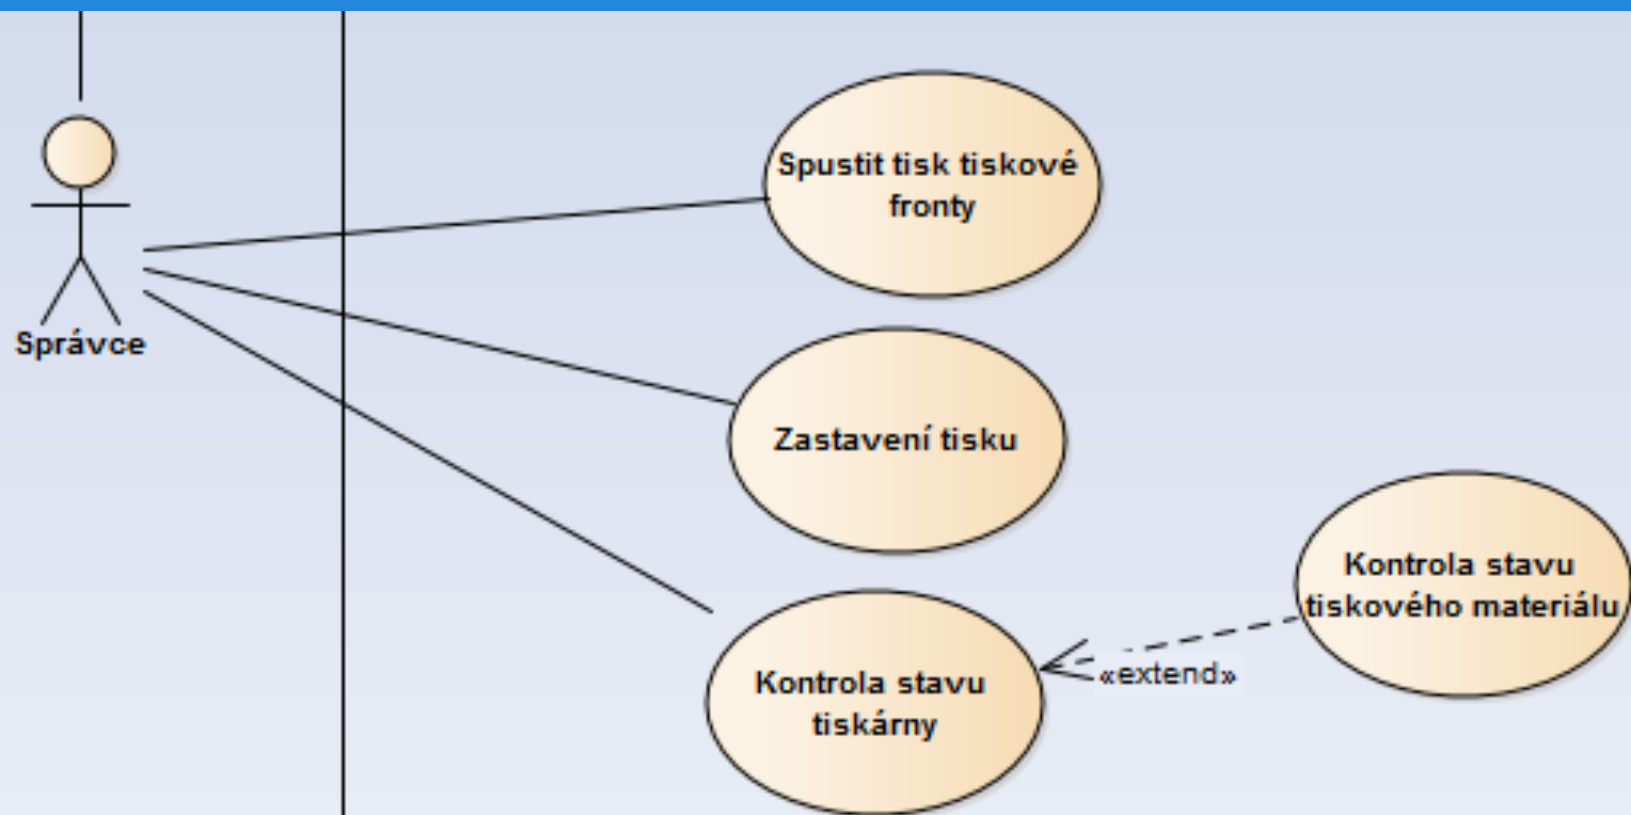 Spustit tisk tiskové
fronty
Správce
Zastavení tisku
Kontrola stavu
tiskového materiálu
«extend»
Kontrola stavu
tiskárny